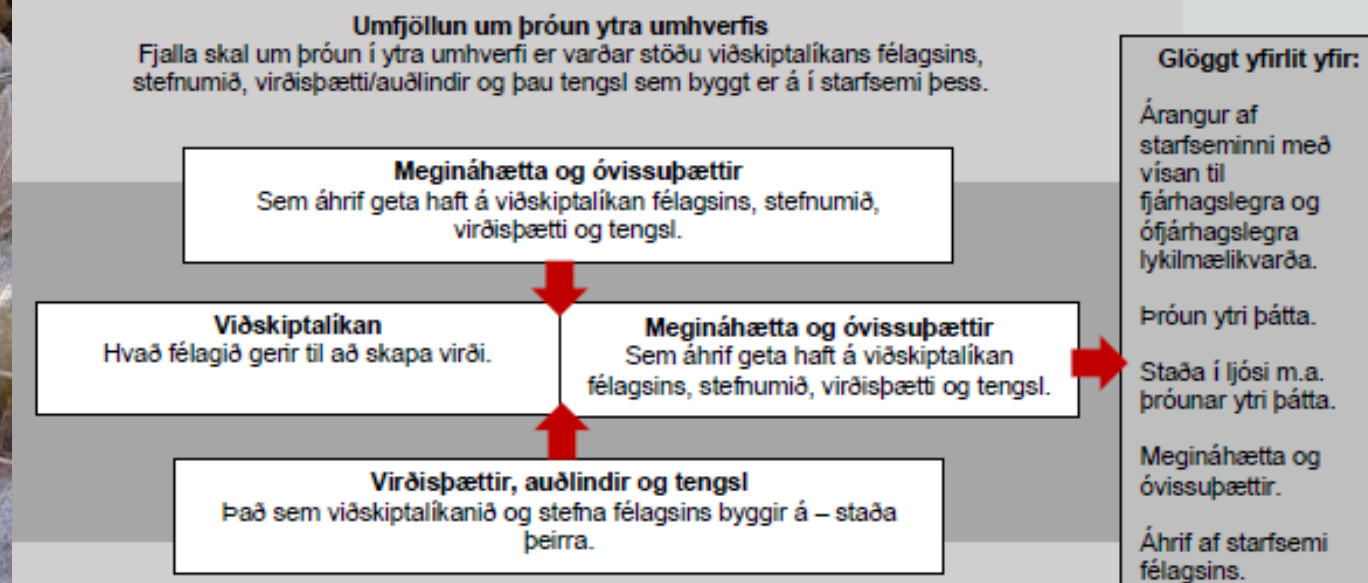 Umfjöllun um þróun ytra umhverfis
Fjalla skal um þróun í ytra umhverfi er varðar stöðu viðskiptalíkans félagsins,
stefnumið, virðisþætti/auðlindir og þau tengsl sem byggt er á í starfsemi þess.
Megináhætta og óvissuþættir
Sem áhrif geta haft á viðskiptalíkan félagsins, stefnumið,
virðisþætti og tengsl.
Viðskiptalíkan
Hvað félagið gerir til að skapa virði.
Megináhætta og óvissuþættir
Sem áhrif geta haft á viðskiptalíkan
félagsins, stefnumið, virðisþætti og tengsl.
Virðisþættir, auðlindir og tengsl
Það sem viðskiptalíkanið og stefna félagsins byggir á – staða
þeirra.
Glöggt yfirlit yfir:
Árangur af
starfseminni með
vísan til
fjárhagslegra og
ófjárhagslegra
lykilmælikvarða.
Þróun ytri þátta.
Staða í ljósi m.a.
þróunar ytri þátta.
Megináhætta og
óvissuþættir.
Áhrif af starfsemi
félagsins.